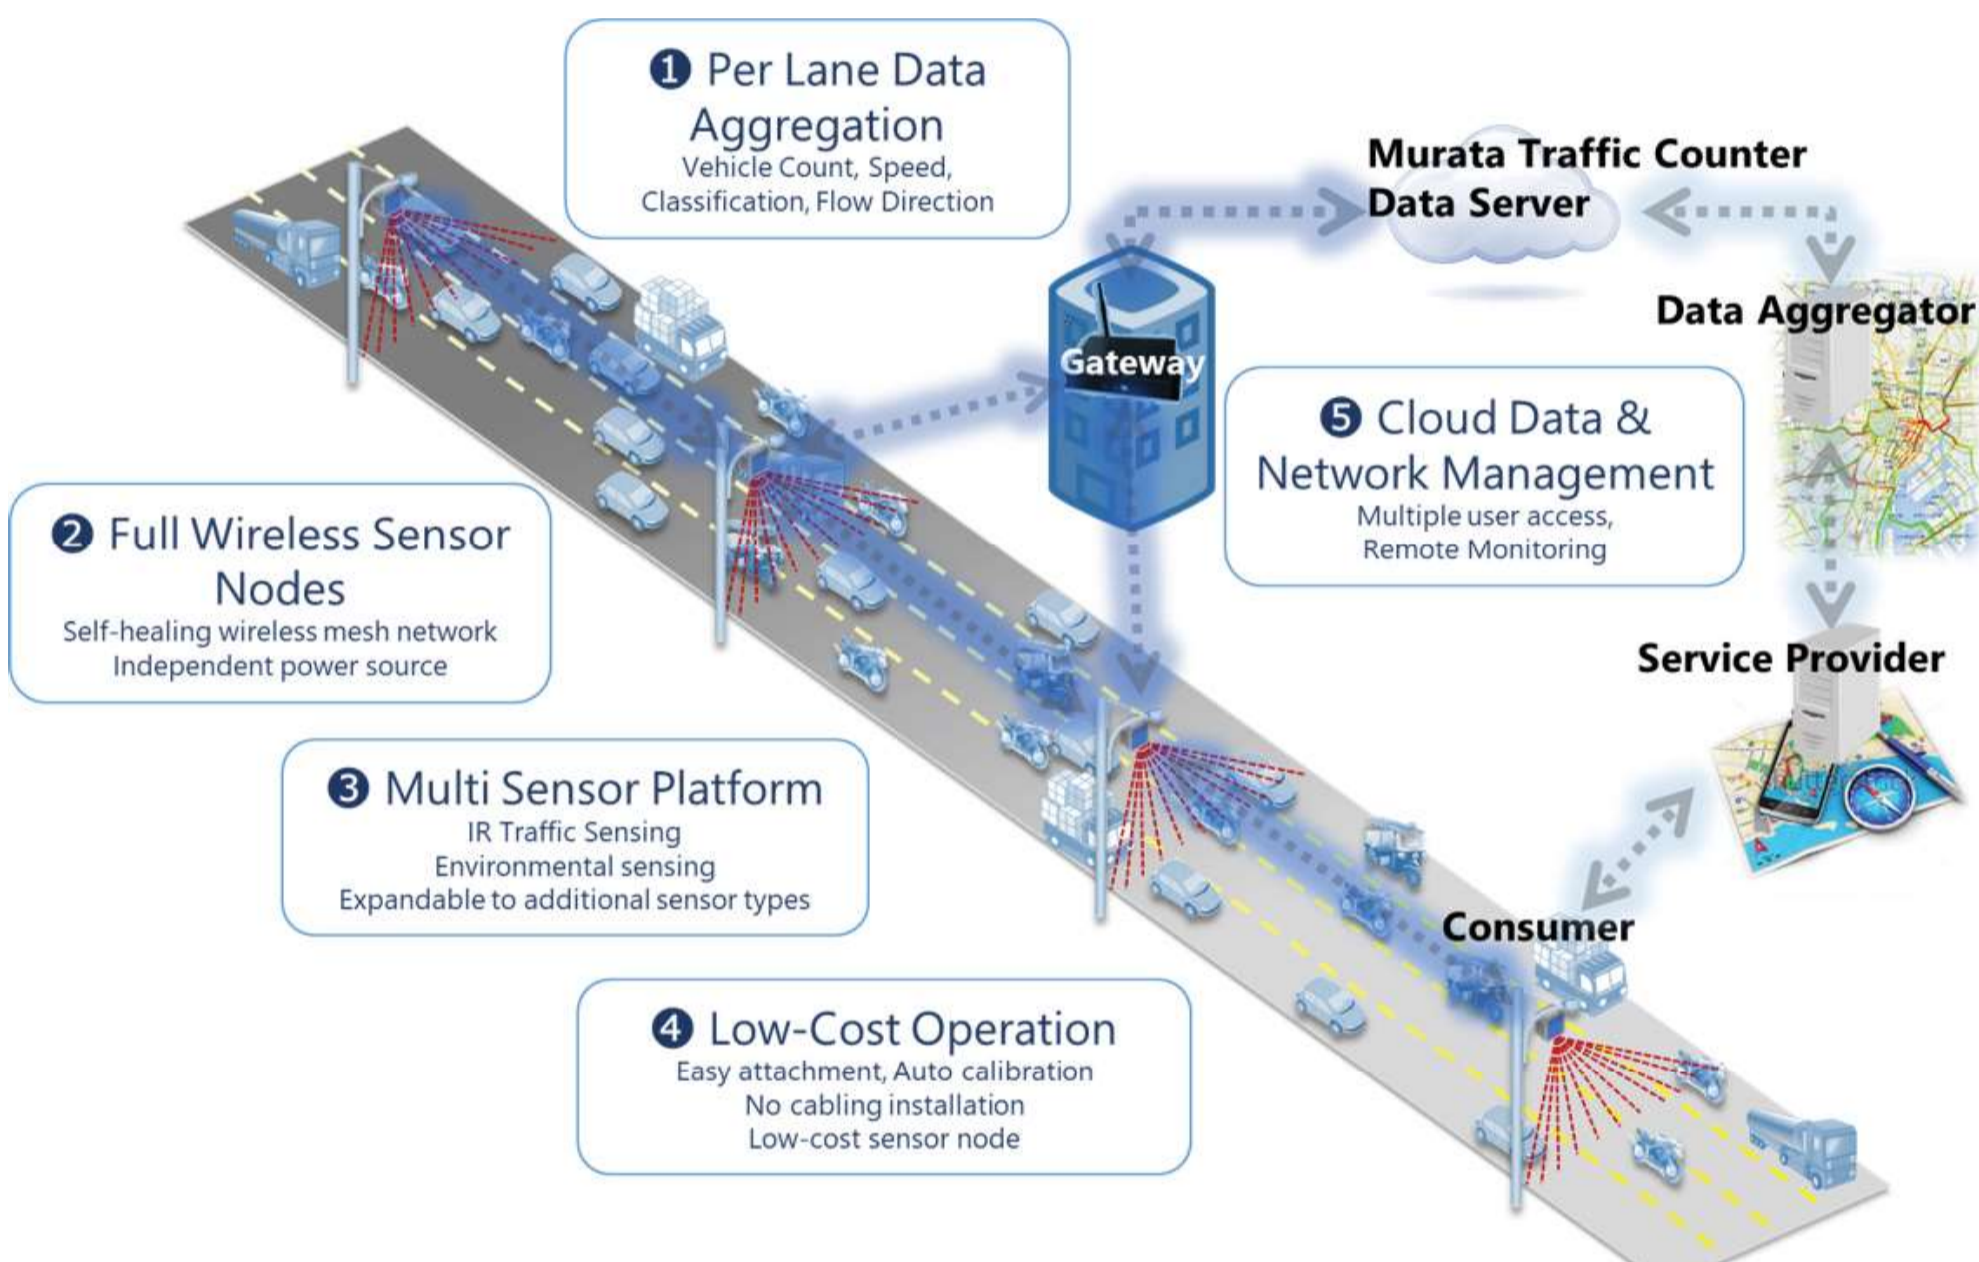 ❶ Per Lane Data
Aggregation
Vehicle Count, Speed,
Classification, Flow Direction
Murata Traffic Counter
Data Server
Data Aggregator
Gateway
❺ Cloud Data &
Network Management
Multiple user access,
Remote Monitoring
❷ Full Wireless Sensor
Nodes
Self-healing wireless mesh network
Independent power source
Service Provider
❸ Multi Sensor Platform
IR Traffic Sensing
Environmental sensing
Expandable to additional sensor types
Consumer
❹ Low-Cost Operation
Easy attachment, Auto calibration
No cabling installation
Low-cost sensor node